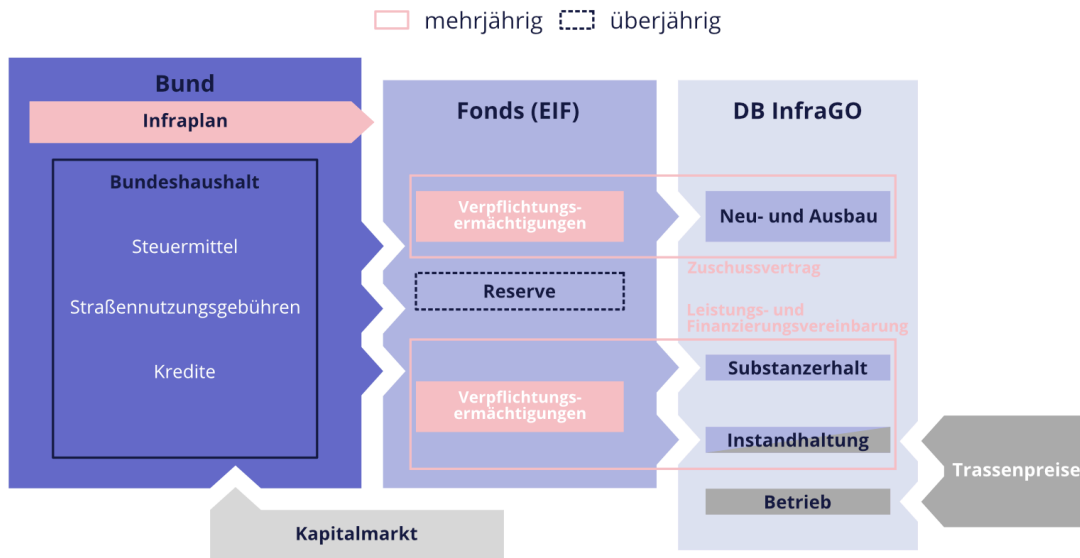 mehrjährig
überjährig
Bund
Infraplan
Bundeshaushalt
Steuermittel
Straßennutzungsgebühren
Kredite
Kapitalmarkt
Fonds (EIF)
Verpflichtungs-
ermächtigungen
Reserve
Verpflichtungs-
ermächtigungen
DB InfraGO
Neu- und Ausbau
Zuschussvertrag
Leistungs- und
Finanzierungsvereinbarung
Substanzerhalt
Instandhaltung
Betrieb
Trassenpreise